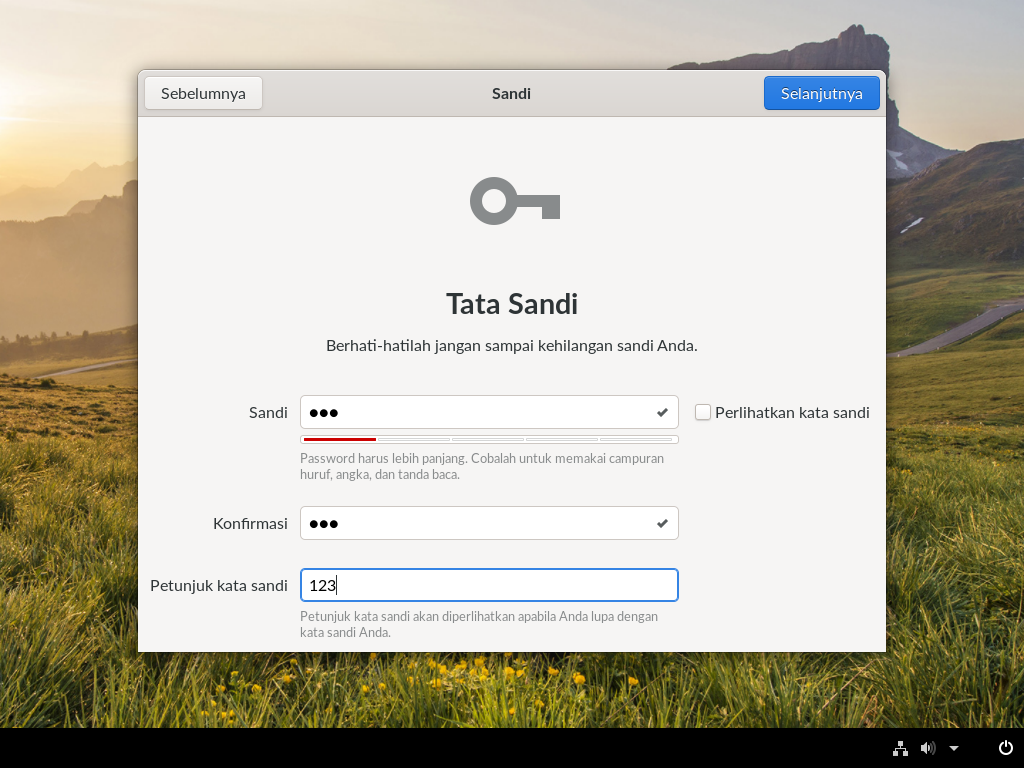 Sebelumnya
Sandi
Selanjutnya
Tata Sandi
Berhati-hatilah jangan sampai kehilangan sandi Anda.
Sandi
●●●
Perlihatkan kata sandi
Password harus lebih panjang. Cobalah untuk memakai campuran
huruf, angka, dan tanda baca.
Konfirmasi
●●●
Petunjuk kata sandi
123
Petunjuk kata sandi akan diperlihatkan apabila Anda lupa dengan
kata sandi Anda.